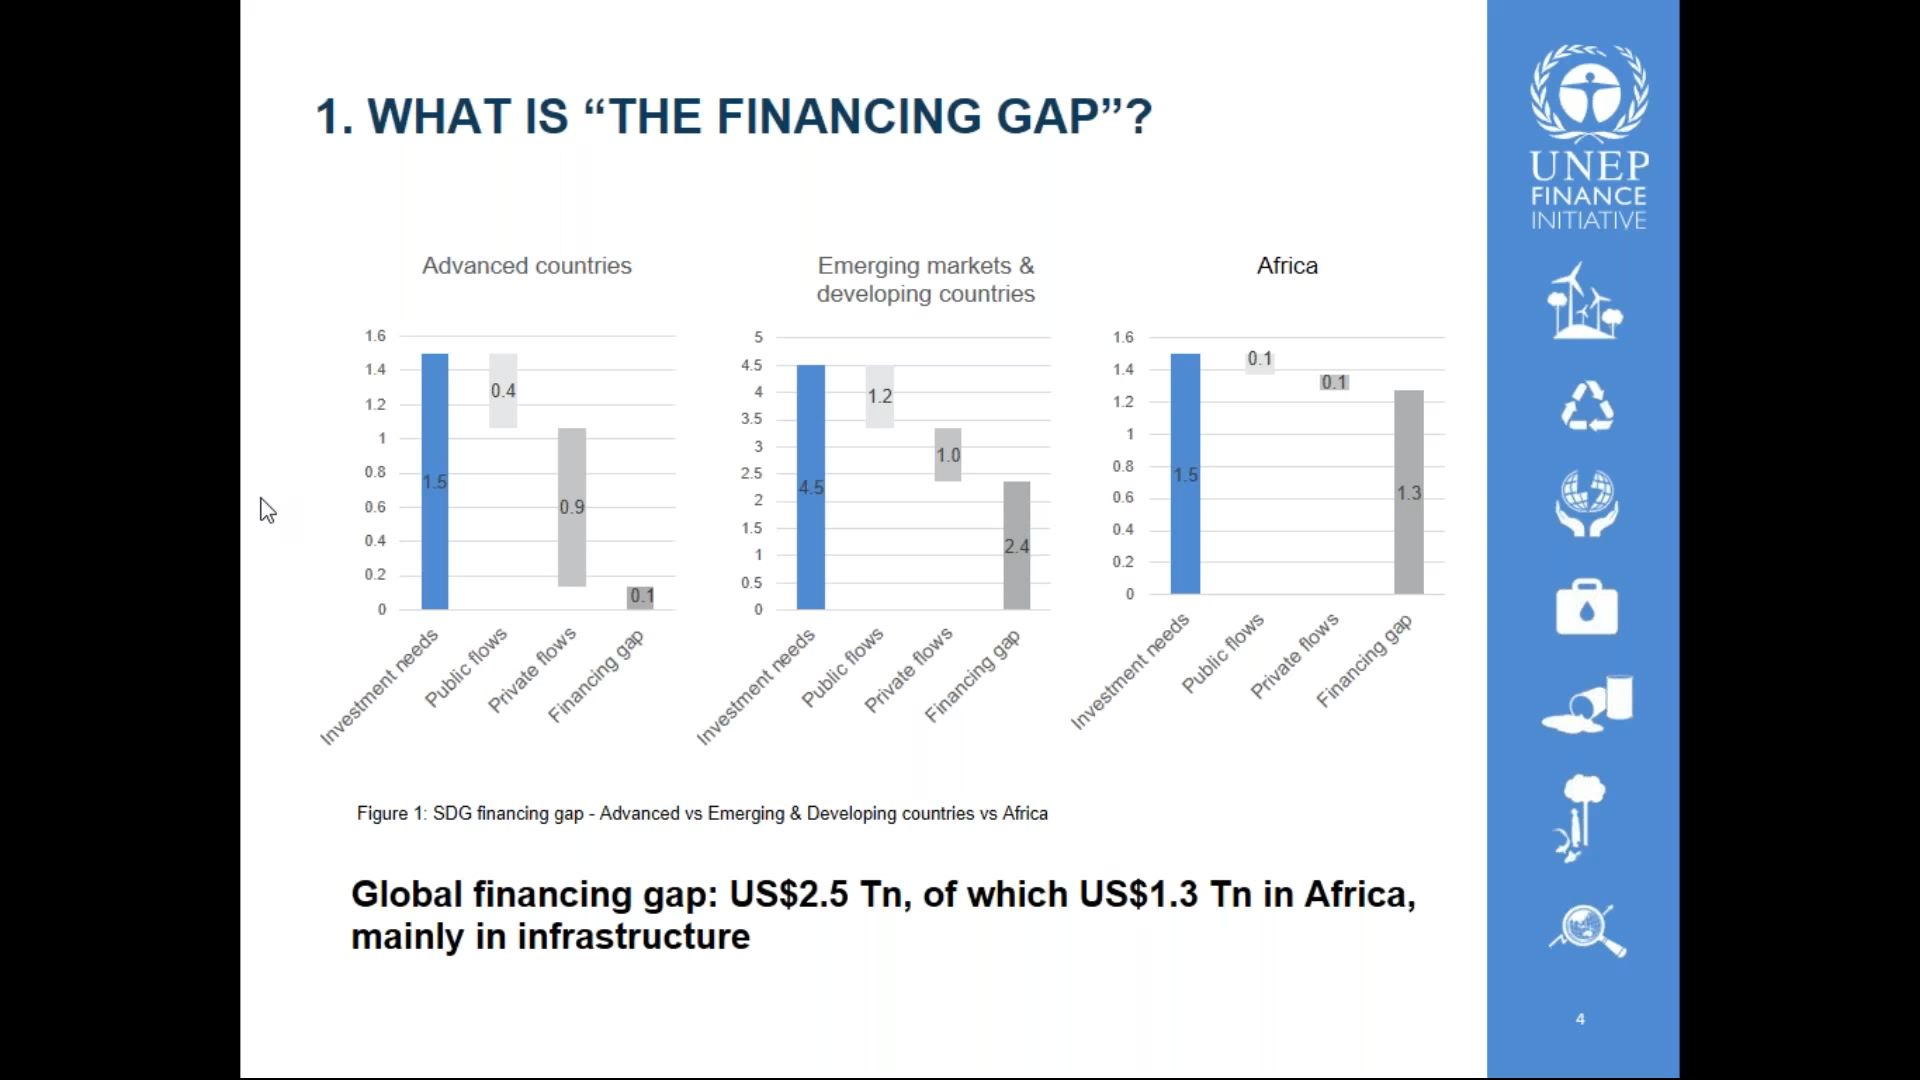 1. WHAT IS “THE FINANCING GAP”?
UNEP
FINANCE
INITIATIVE
Advanced countries
1.6
1.4
1.2
1
0.8
0.6
0.4
0.2
0
1.5
0.4
0.9
0.1
Investment needs
Public flows
Private flows
Financing gap
Emerging markets &
developing countries
5
4.5
4
3.5
3
2.5
2
1.5
1
0.5
0
4.5
1.2
1.0
2.4
Investment needs
Public flows
Private flows
Financing gap
Africa
1.6
1.4
1.2
1
0.8
0.6
0.4
0.2
0
1.5
0.1
0.1
1.3
Investment needs
Public flows
Private flows
Financing gap
Figure 1: SDG financing gap - Advanced vs Emerging & Developing countries vs Africa
Global financing gap: US$2.5 Tn, of which US$1.3 Tn in Africa,
mainly in infrastructure
4